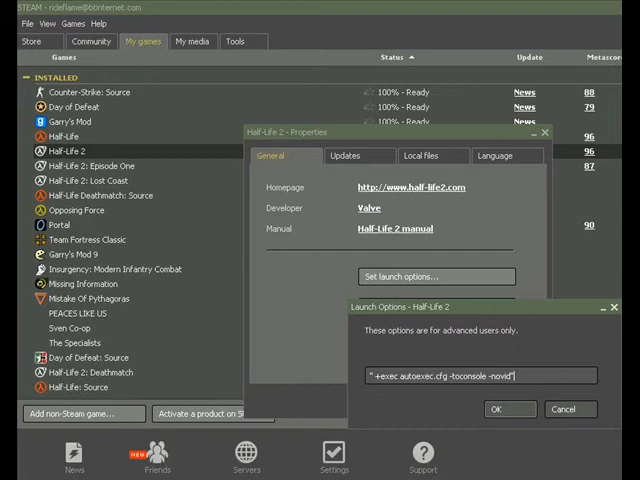 STEAM - rideflame@btinternet.com
File View Games Help
Store Community My games My media Tools
Games Status Update Metascore
INSTALLED
Counter-Strike: Source 100% - Ready News 88
Day of Defeat 100% - Ready News 79
Garry's Mod 100% - Ready News
Half-Life 96
Half-Life 2 96
Half-Life 2: Episode One 87
Half-Life 2: Lost Coast
Half-Life Deathmatch: Source
Opposing Force
Portal 90
Team Fortress Classic
Garry's Mod 9
Insurgency: Modern Infantry Combat
Missing Information
Mistake Of Pythagoras
PEACES LIKE US
Sven Co-op
The Specialists
Day of Defeat: Source
Half-Life 2: Deathmatch
Half-Life: Source
Half-Life 2 - Properties
General Updates Local files Language
Homepage http://www.half-life2.com
Developer Valve
Manual Half-Life 2 manual
Set launch options...
Launch Options - Half-Life 2
These options are for advanced users only.
" +exec autoexec.cfg -toconsole -novid"
OK Cancel
Add non-Steam game... Activate a product on S
NEW
News Friends Servers Settings Support